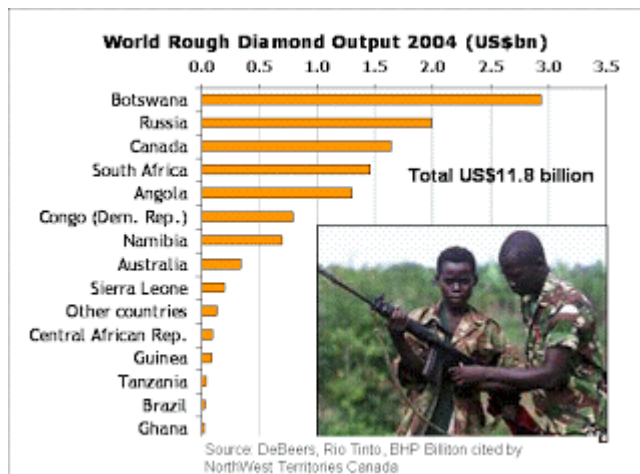 World Rough Diamond Output 2004 (US$bn)
0.0 0.5 1.0 1.5 2.0 2.5 3.0 3.5
Botswana
Russia
Canada
South Africa
Total US$11.8 billion
Angola
Congo (Dem. Rep.)
Namibia
Australia
Sierra Leone
Other countries
Central African Rep.
Guinea
Tanzania
Brazil
Ghana
Source: DeBeers, Rio Tinto, BHP Billiton cited by
NorthWest Territories Canada